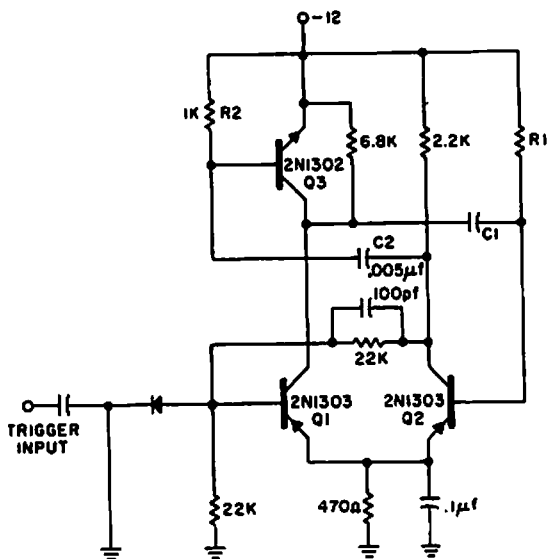 -12
1K R2
6.8K
2.2K
R1
2N1302
Q3
C1
C2
.005μf
100pf
22K
2N1303
Q1
2N1303
Q2
TRIGGER
INPUT
22K
470Ω
.1μf